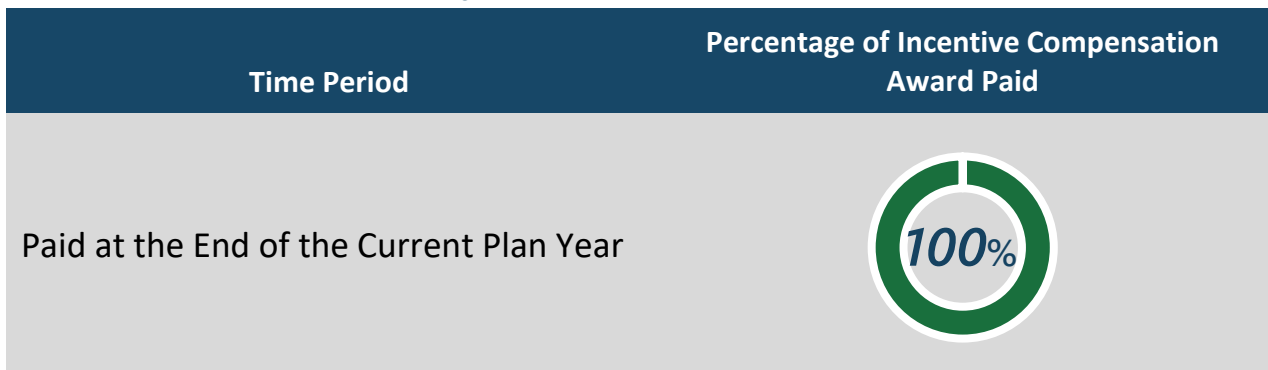 Percentage of Incentive Compensation
Time Period
Award Paid
Paid at the End of the Current Plan Year
100%